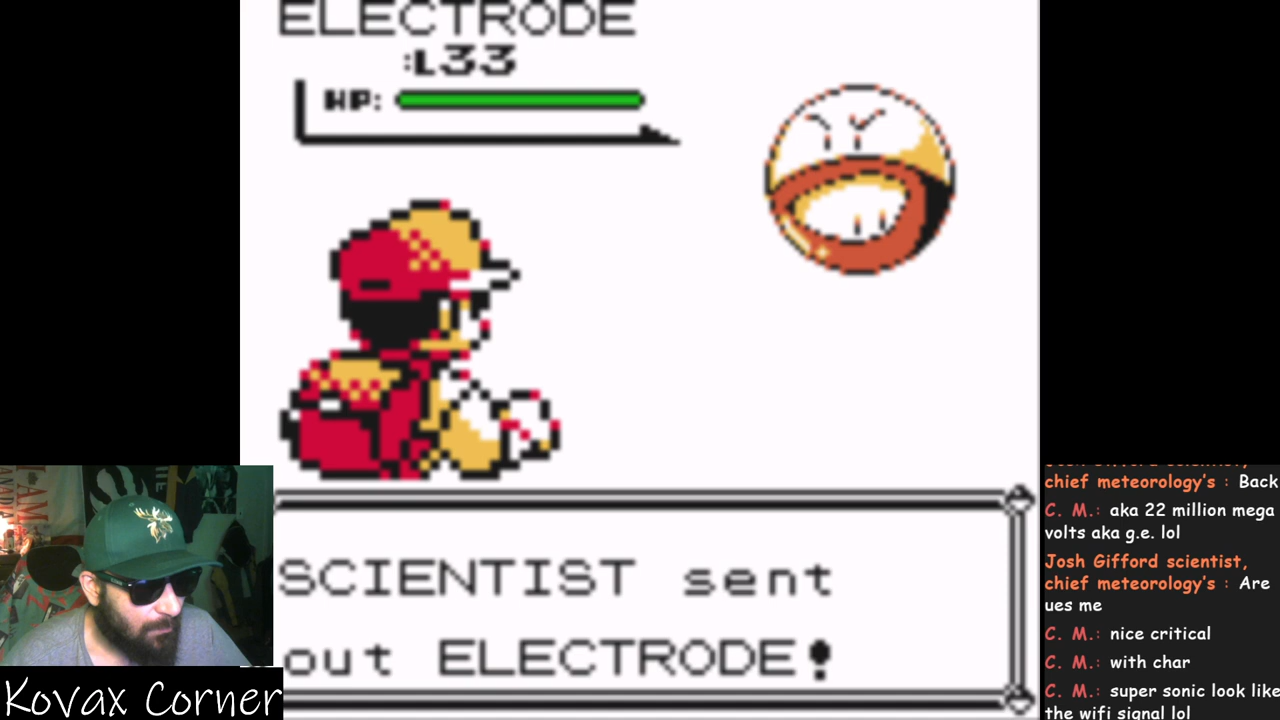 ELECTRODE
:L33
HP:
SCIENTIST sent
out ELECTRODE!
Kovax Corner
chief meteorology's : Back
C. M.: aka 22 million mega
volts aka g.e. lol
Josh Gifford scientist,
chief meteorology's : Are
ues me
C. M.: nice critical
C. M.: with char
C. M.: super sonic look like
the wifi signal lol